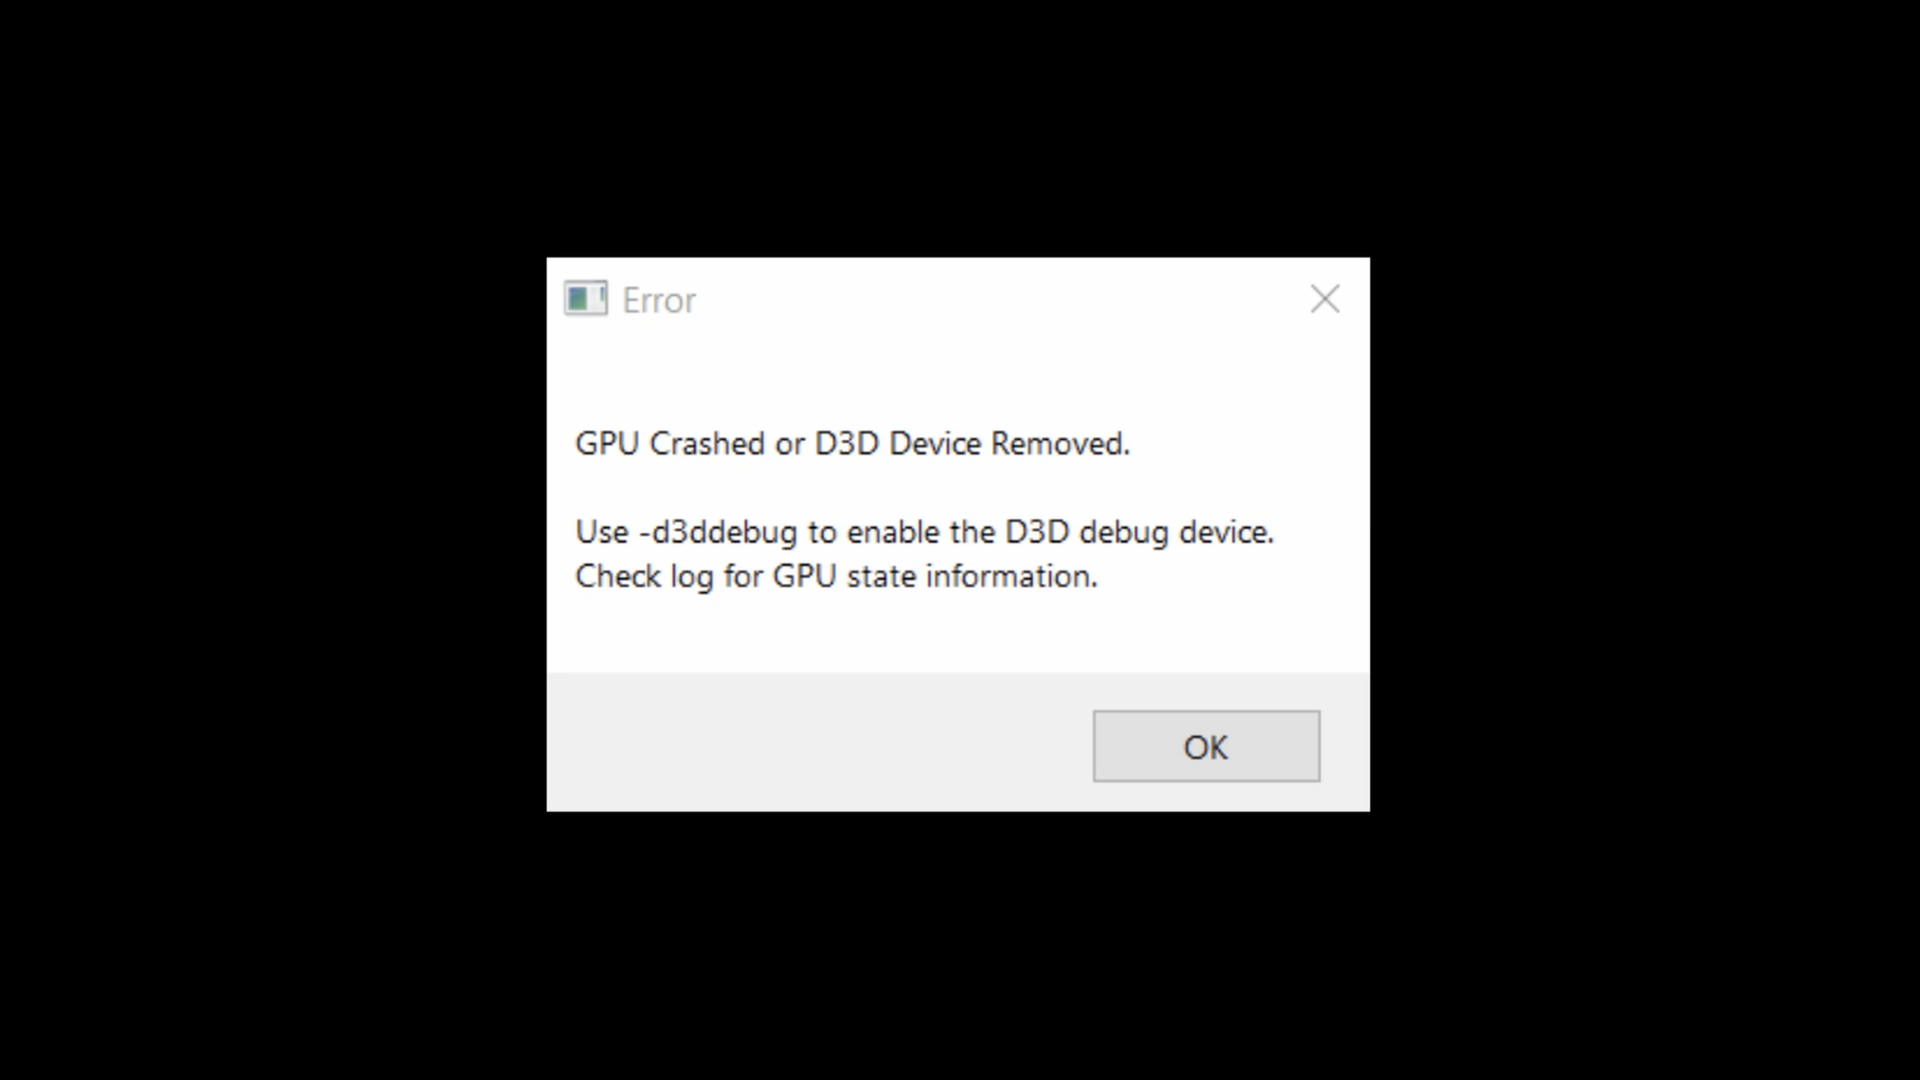 Error
GPU Crashed or D3D Device Removed.
Use -d3ddebug to enable the D3D debug device.
Check log for GPU state information.
OK